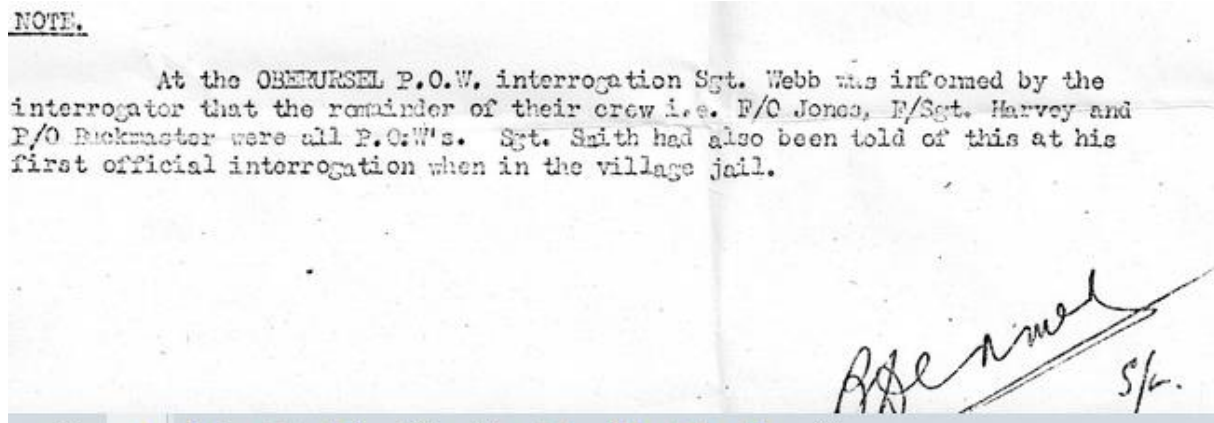 NOTE.
At the OBERURSEL P.O.W. interrogation Sgt. Webb was informed by the
interrogator that the remainder of their crew i.e. F/O Jones, F/Sgt. Harvey and
P/O Buckmaster were all P.O.W's. Sgt. Smith had also been told of this at his
first official interrogation when in the village jail.